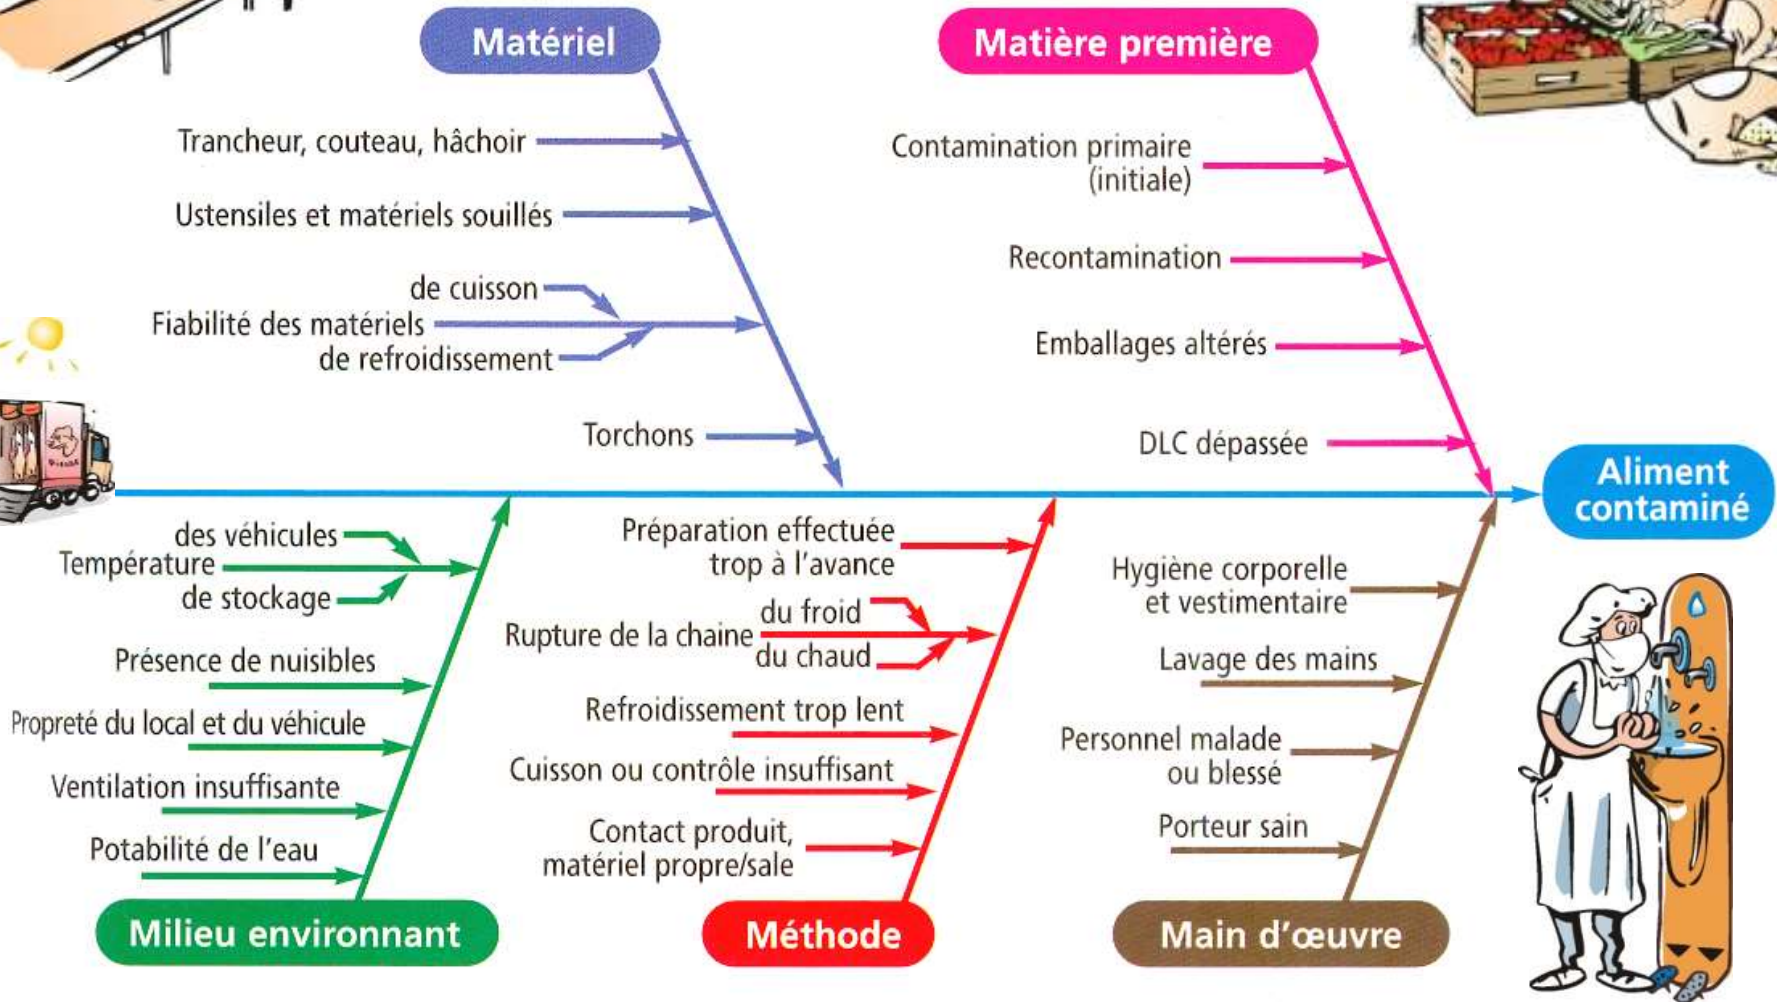 Matériel
Trancheur, couteau, hâchoir
Ustensiles et matériels souillés
de cuisson
Fiabilité des matériels
de refroidissement
Torchons
Matière première
Contamination primaire
(initiale)
Recontamination
Emballages altérés
DLC dépassée
Aliment
contaminé
des véhicules
Température
de stockage
Présence de nuisibles
Propreté du local et du véhicule
Ventilation insuffisante
Potabilité de l'eau
Milieu environnant
Préparation effectuée
trop à l'avance
du froid
Rupture de la chaine
du chaud
Refroidissement trop lent
Cuisson ou contrôle insuffisant
Contact produit,
matériel propre/sale
Méthode
Hygiène corporelle
et vestimentaire
Lavage des mains
Personnel malade
ou blessé
Porteur sain
Main d'œuvre